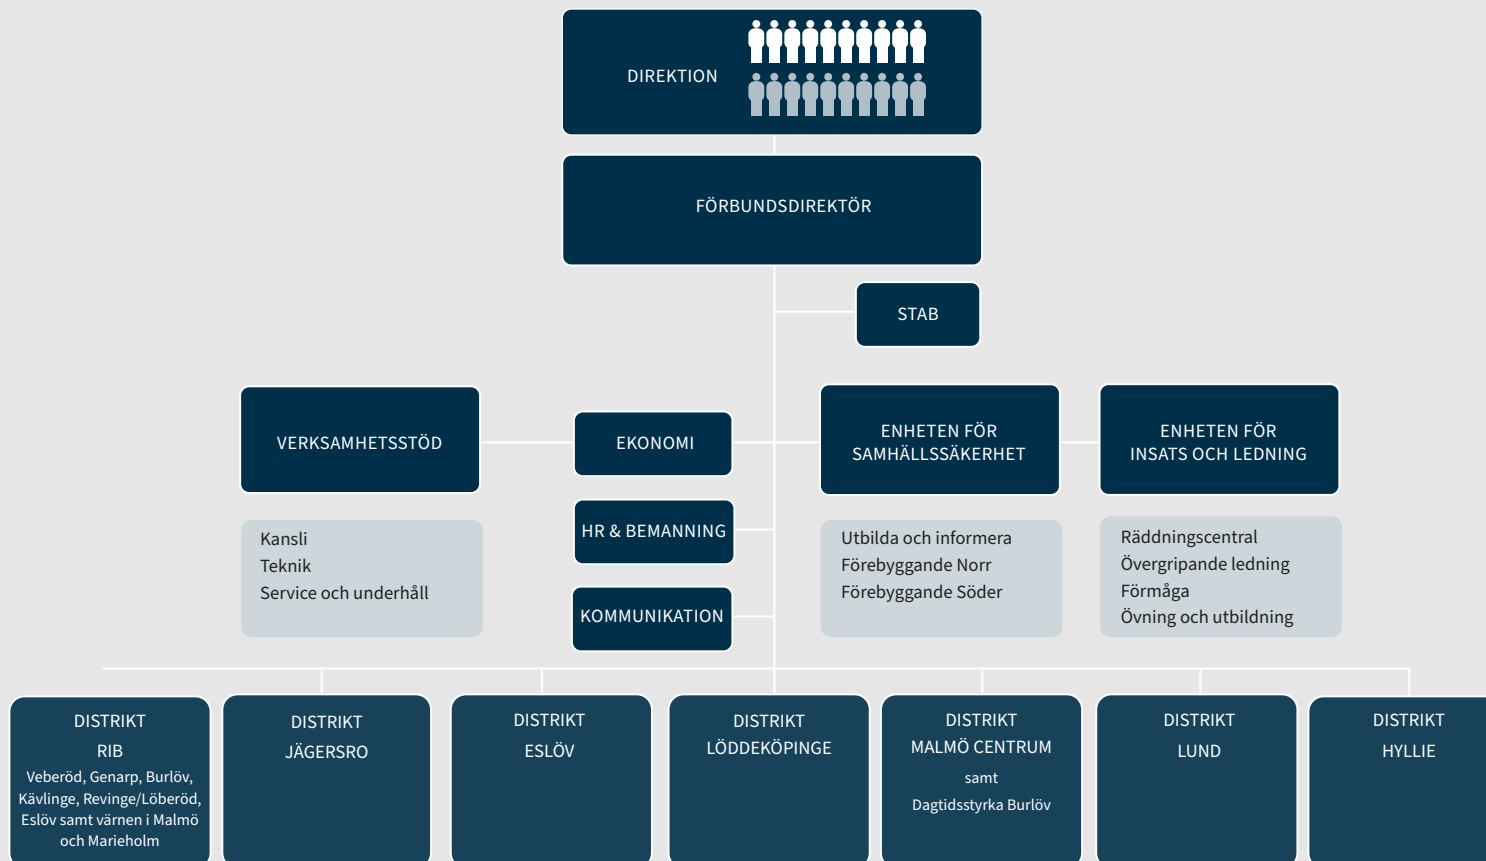 DIREKTION
FÖRBUNDSDIREKTÖR
STAB
VERKSAMHETSSTÖD
Kansli
Teknik
Service och underhåll
EKONOMI
HR & BEMANNING
KOMMUNIKATION
ENHETEN FÖR
SAMHÄLLSSÄKERHET
Utbilda och informera
Förebyggande Norr
Förebyggande Söder
ENHETEN FÖR
INSATS OCH LEDNING
Räddningscentral
Övergripande ledning
Förmåga
Övning och utbildning
DISTRIKT
RIB
Veberöd, Genarp, Burlöv,
Kävlinge, Revinge/Löberöd,
Eslöv samt värnen i Malmö
och Marieholm
DISTRIKT
JÄGERSRO
DISTRIKT
ESLÖV
DISTRIKT
LÖDDEKÖPINGE
DISTRIKT
MALMÖ CENTRUM
samt
Dagtidsstyrka Burlöv
DISTRIKT
LUND
DISTRIKT
HYLLIE